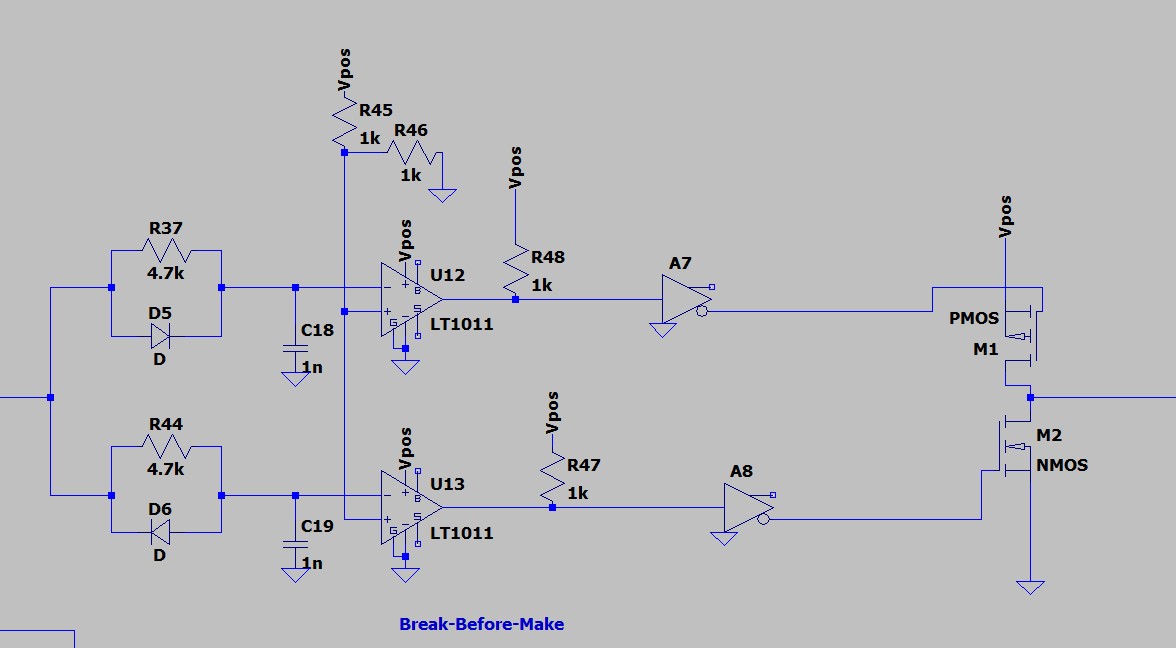 Vpos
R45
1k
R46
1k
Vpos
R48
1k
Vpos
R37
4.7k
D5
D
C18
1n
− + B
+ − G S
U12
LT1011
A7
Vpos
PMOS
M1
M2
NMOS
R44
4.7k
D6
D
C19
1n
Vpos
− + B
+ − G S
U13
LT1011
Vpos
R47
1k
A8
Break-Before-Make